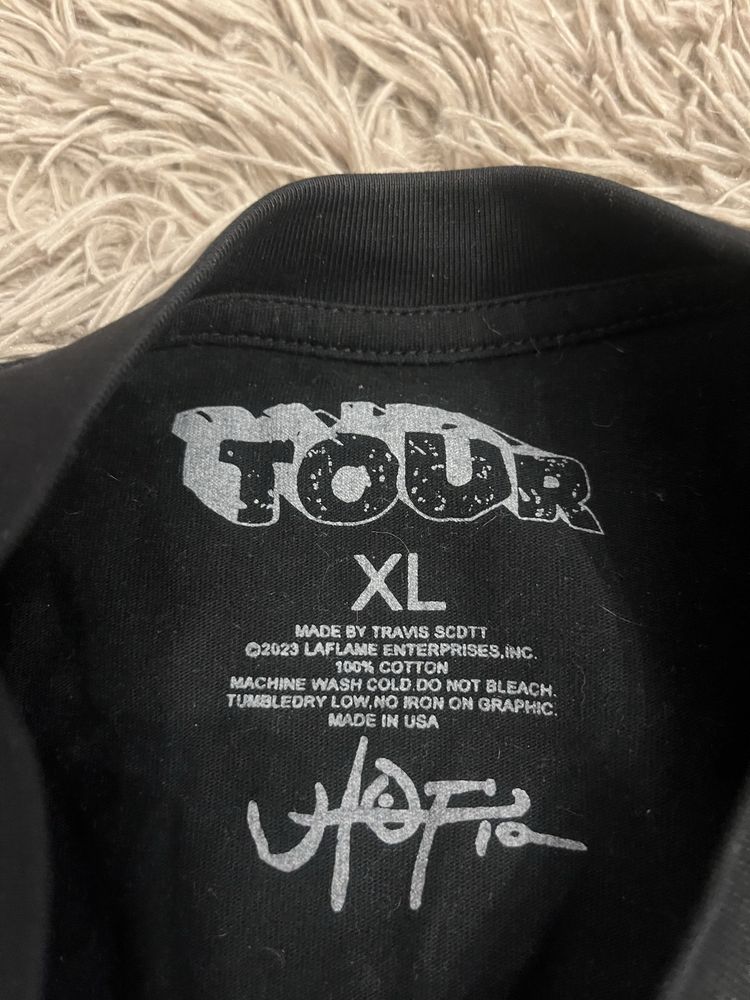 TOUR
XL
MADE BY TRAVIS SCOTT
©2023 LAFLAME ENTERPRISES,INC.
100% COTTON
MACHINE WASH COLD.DO NOT BLEACH.
TUMBLEDRY LOW.NO IRON ON GRAPHIC.
MADE IN USA